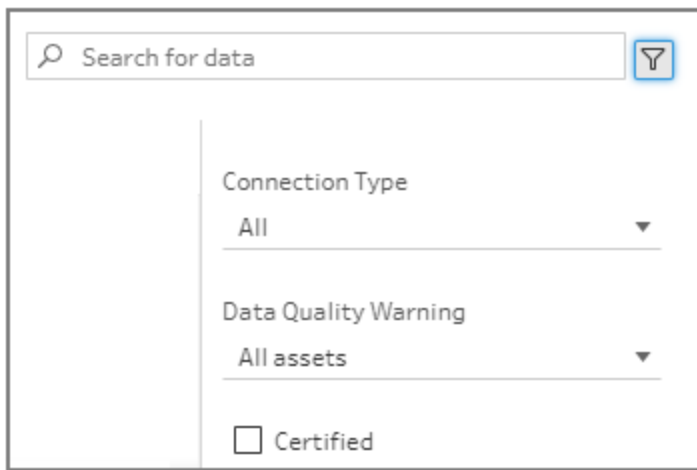 Search for data
Connection Type
All
Data Quality Warning
All assets
Certified